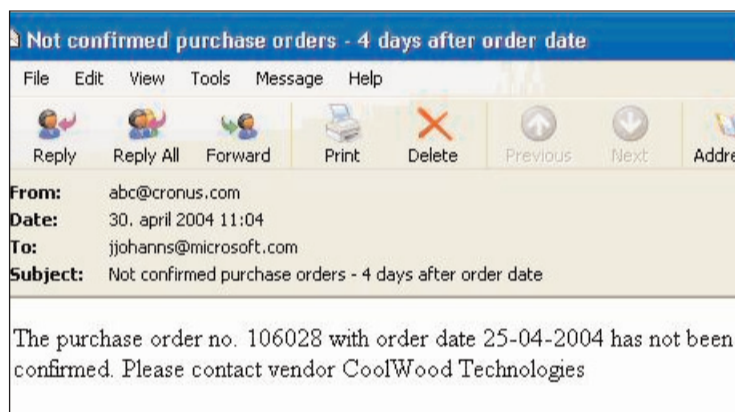 Not confirmed purchase orders - 4 days after order date
File Edit View Tools Message Help
Reply Reply All Forward Print Delete Previous Next Addre
From: abc@cronus.com
Date: 30. april 2004 11:04
To: jjohanns@microsoft.com
Subject: Not confirmed purchase orders - 4 days after order date
The purchase order no. 106028 with order date 25-04-2004 has not been
confirmed. Please contact vendor CoolWood Technologies